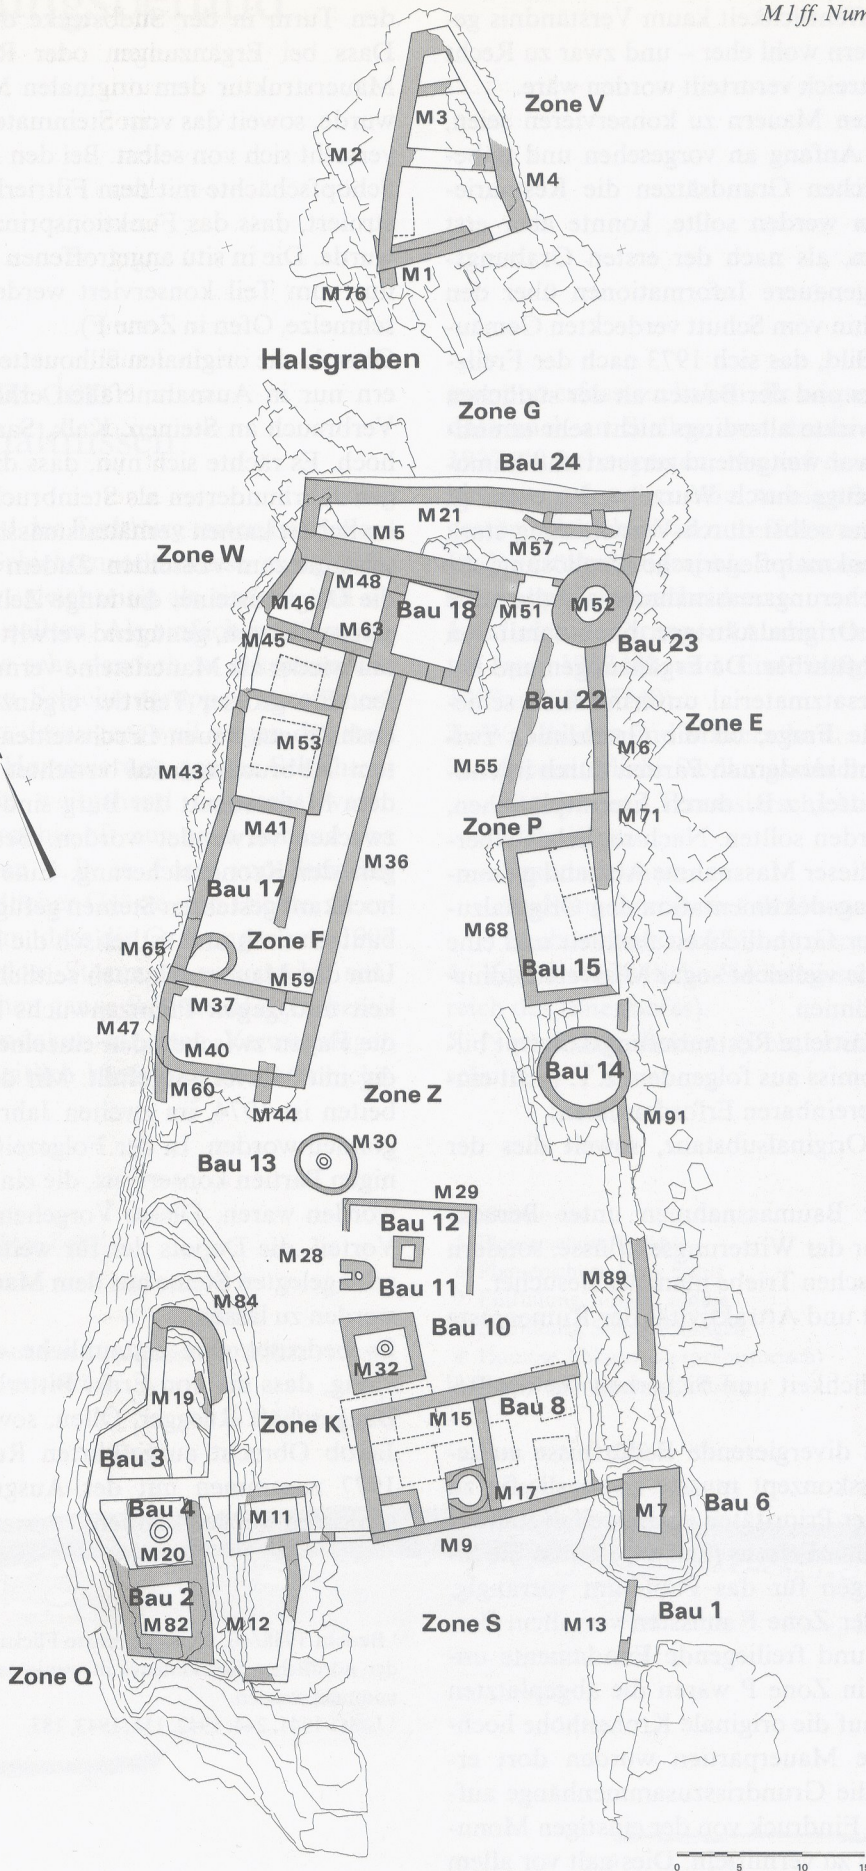 M1ff. Num
Zone V
M3
M2
M4
M1
M76
Halsgraben
Zone G
Bau 24
M21
M5
M57
Zone W
M48
M46
Bau 18
M51
M52
M45
M63
Bau 23
Bau 22
Zone E
M53
M6
M43
M55
M71
M41
Zone P
M36
Bau 17
M68
M65
Zone F
Bau 15
M59
M37
M47
M40
Bau 14
M60
Zone Z
M44
M91
M30
Bau 13
M29
Bau 12
M28
M89
Bau 11
M84
Bau 10
M32
M19
Bau 8
M15
Zone K
Bau 3
M17
Bau 4
M11
M7
Bau 6
M20
M9
Bau 2
M82
M12
Zone S
M13
Bau 1
Zone Q
0 5 10